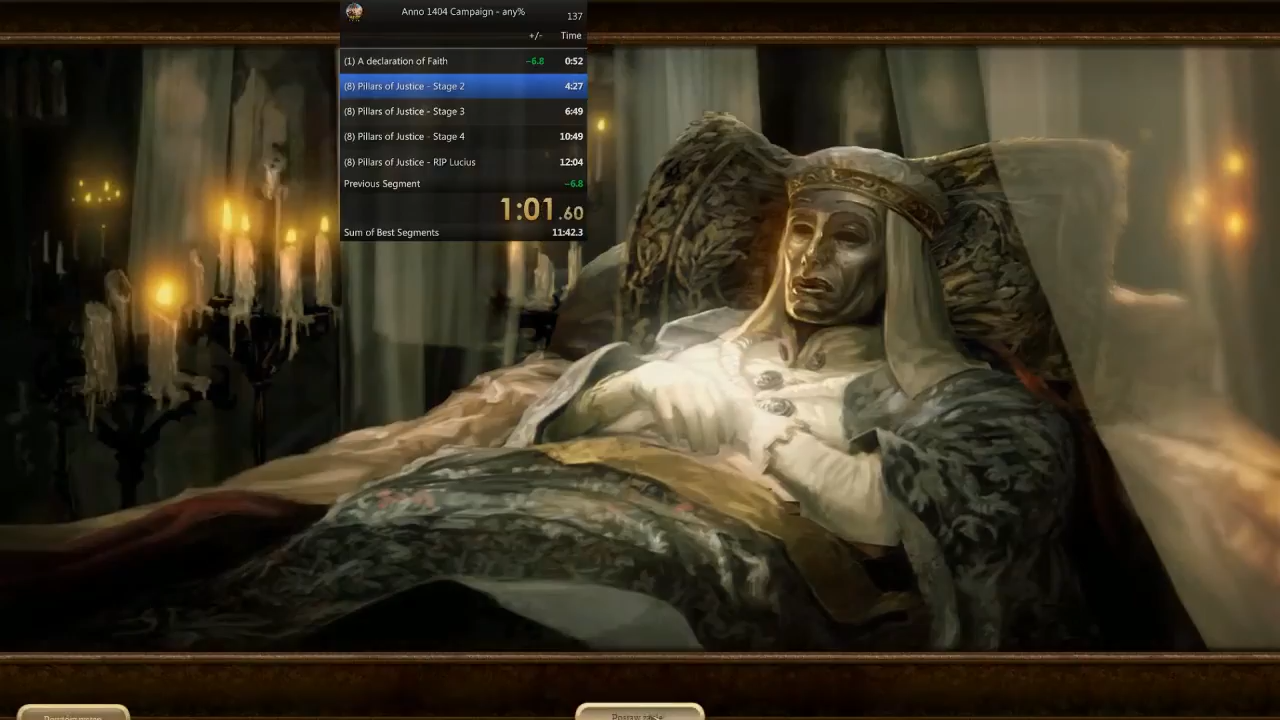 Anno 1404 Campaign - any%
137
+/- Time
(1) A declaration of Faith -6.8 0:52
(8) Pillars of Justice - Stage 2 4:27
(8) Pillars of Justice - Stage 3 6:49
(8) Pillars of Justice - Stage 4 10:49
(8) Pillars of Justice - RIP Lucius 12:04
Previous Segment -6.8
1:01.60
Sum of Best Segments 11:42.3